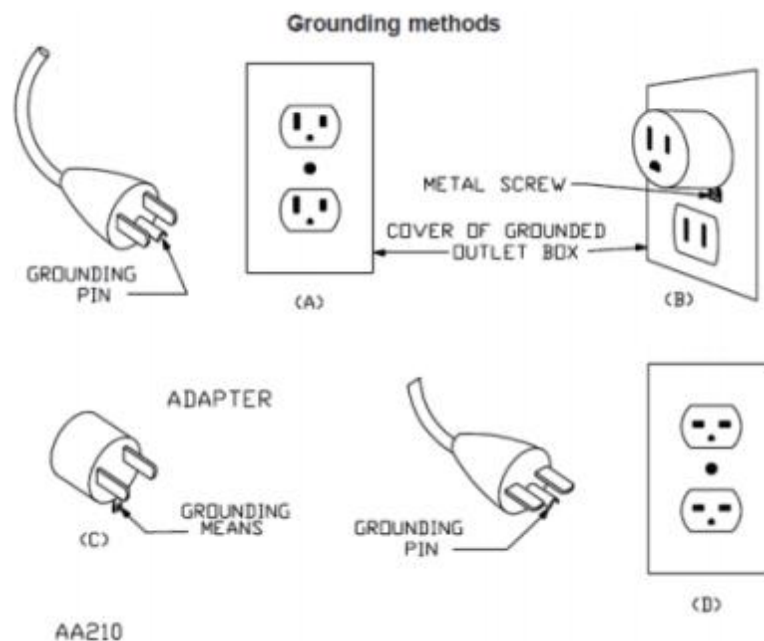 Grounding methods
METAL SCREW
COVER OF GROUNDED
OUTLET BOX
GROUNDING
PIN
(A)
(B)
ADAPTER
GROUNDING
MEANS
(C)
GROUNDING
PIN
(D)
AA210